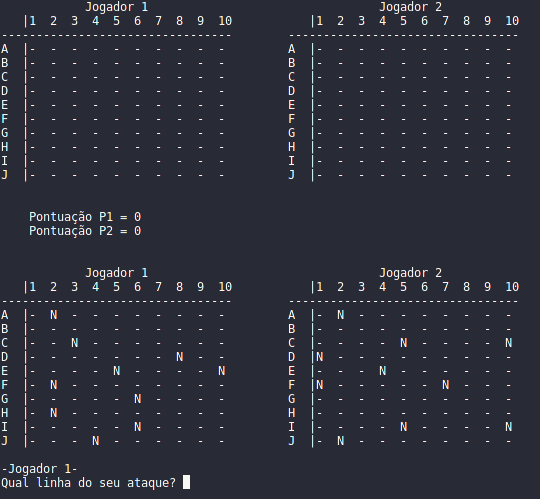 Jogador 1                                 Jogador 2
   |1  2  3  4  5  6  7  8  9  10            |1  2  3  4  5  6  7  8  9  10
---------------------------------        ---------------------------------
A  |-  -  -  -  -  -  -  -  -  -         A  |-  -  -  -  -  -  -  -  -  -
B  |-  -  -  -  -  -  -  -  -  -         B  |-  -  -  -  -  -  -  -  -  -
C  |-  -  -  -  -  -  -  -  -  -         C  |-  -  -  -  -  -  -  -  -  -
D  |-  -  -  -  -  -  -  -  -  -         D  |-  -  -  -  -  -  -  -  -  -
E  |-  -  -  -  -  -  -  -  -  -         E  |-  -  -  -  -  -  -  -  -  -
F  |-  -  -  -  -  -  -  -  -  -         F  |-  -  -  -  -  -  -  -  -  -
G  |-  -  -  -  -  -  -  -  -  -         G  |-  -  -  -  -  -  -  -  -  -
H  |-  -  -  -  -  -  -  -  -  -         H  |-  -  -  -  -  -  -  -  -  -
I  |-  -  -  -  -  -  -  -  -  -         I  |-  -  -  -  -  -  -  -  -  -
J  |-  -  -  -  -  -  -  -  -  -         J  |-  -  -  -  -  -  -  -  -  -
    Pontuação P1 = 0
    Pontuação P2 = 0
            Jogador 1                                 Jogador 2
   |1  2  3  4  5  6  7  8  9  10            |1  2  3  4  5  6  7  8  9  10
---------------------------------        ---------------------------------
A  |-  N  -  -  -  -  -  -  -  -         A  |-  N  -  -  -  -  -  -  -  -
B  |-  -  -  -  -  -  -  -  -  -         B  |-  -  -  -  -  -  -  -  -  -
C  |-  -  N  -  -  -  -  -  -  -         C  |-  -  -  -  N  -  -  -  -  N
D  |-  -  -  -  -  -  -  N  -  -         D  |N  -  -  -  -  -  -  -  -  -
E  |-  -  -  -  N  -  -  -  -  N         E  |-  -  -  N  -  -  -  -  -  -
F  |-  N  -  -  -  -  -  -  -  -         F  |N  -  -  -  -  -  N  -  -  -
G  |-  -  -  -  -  N  -  -  -  -         G  |-  -  -  -  -  -  -  -  -  -
H  |-  N  -  -  -  -  -  -  -  -         H  |-  -  -  -  -  -  -  -  -  -
I  |-  -  -  -  -  N  -  -  -  -         I  |-  -  -  -  N  -  -  -  -  N
J  |-  -  -  N  -  -  -  -  -  -         J  |-  N  -  -  -  -  -  -  -  -
-Jogador 1-
Qual linha do seu ataque?